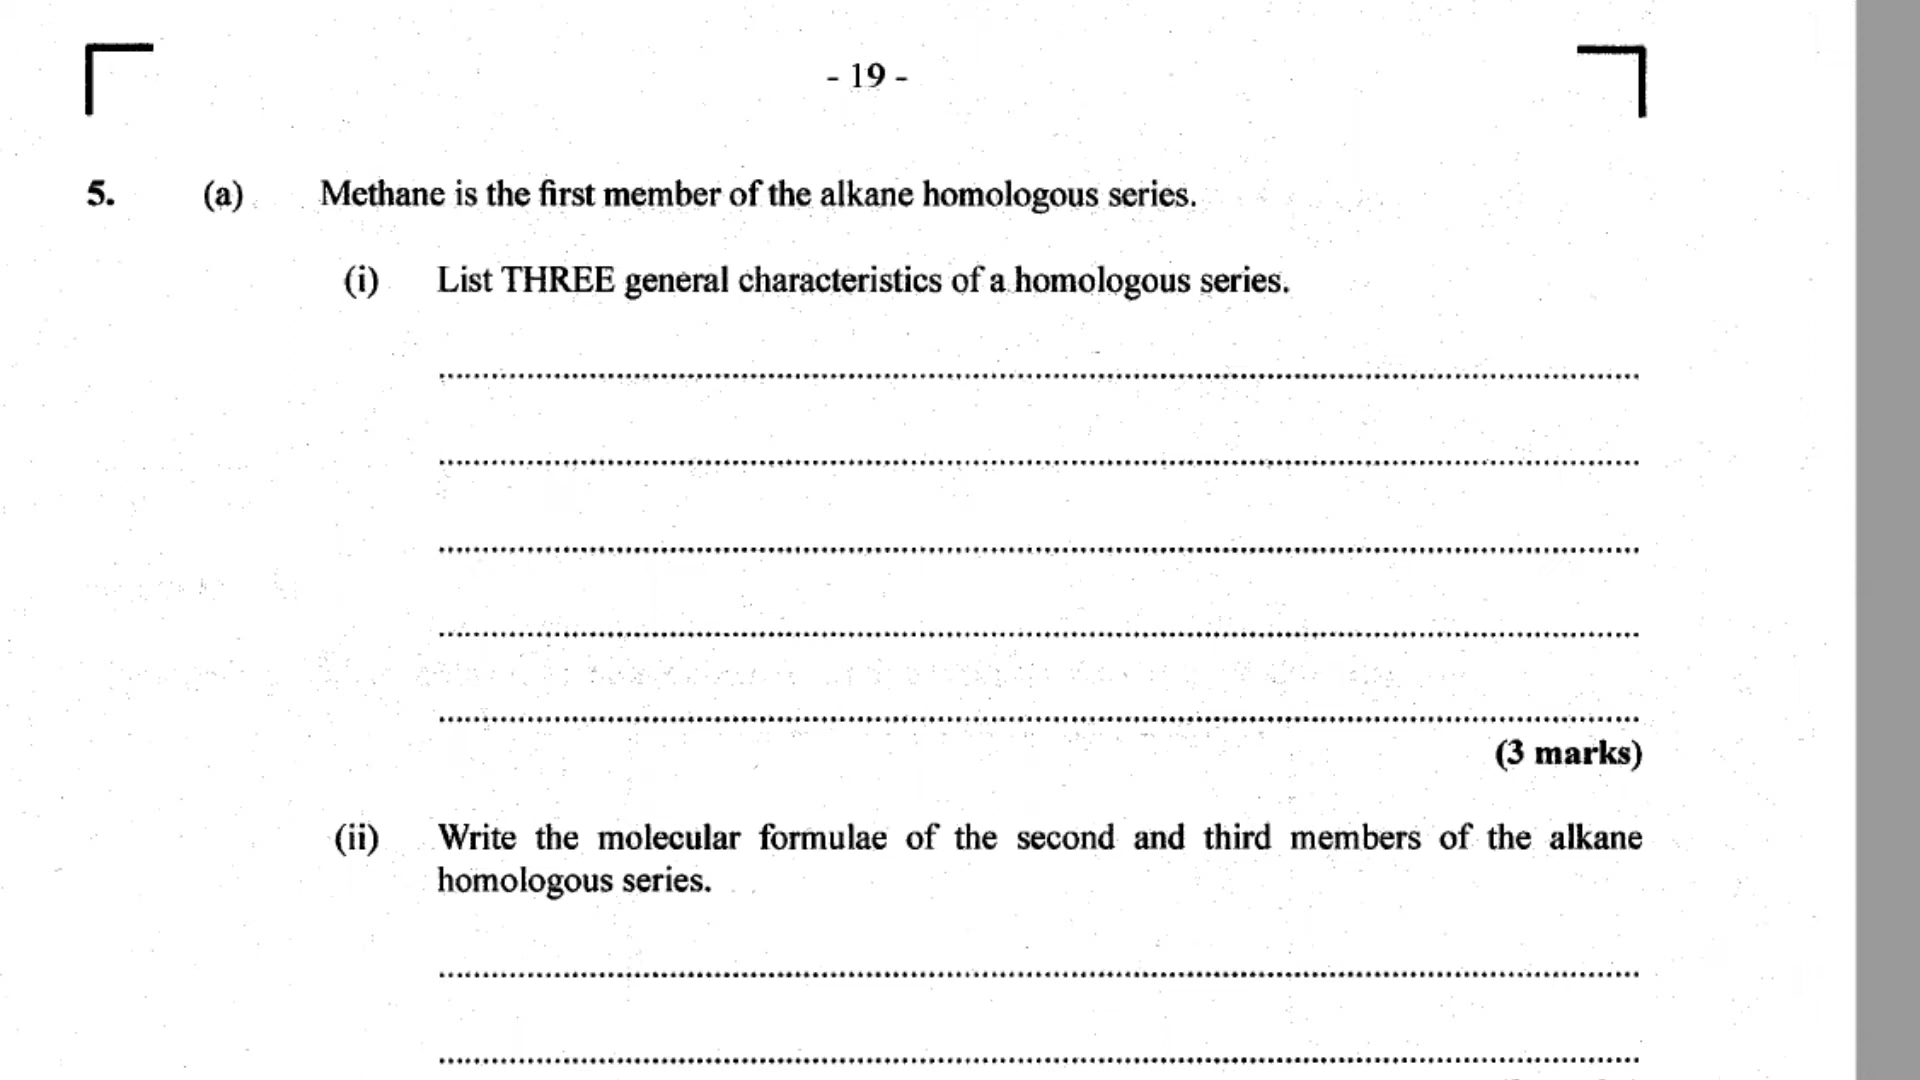 - 19 -
5. (a) Methane is the first member of the alkane homologous series.
(i) List THREE general characteristics of a homologous series.
(3 marks)
(ii) Write the molecular formulae of the second and third members of the alkane
homologous series.